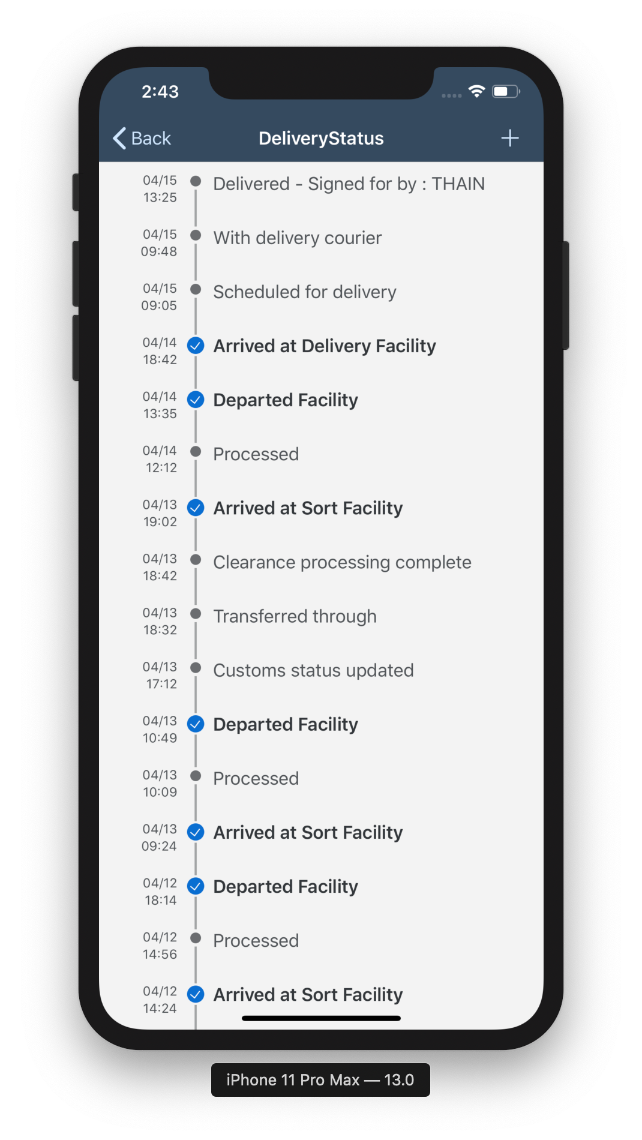 2:43
Back DeliveryStatus
04/15 Delivered - Signed for by : THAIN
13:25
04/15 With delivery courier
09:48
04/15 Scheduled for delivery
09:05
04/14 Arrived at Delivery Facility
18:42
04/14 Departed Facility
13:35
04/14 Processed
12:12
04/13 Arrived at Sort Facility
19:02
04/13 Clearance processing complete
18:42
04/13 Transferred through
18:32
04/13 Customs status updated
17:12
04/13 Departed Facility
10:49
04/13 Processed
10:09
04/13 Arrived at Sort Facility
09:24
04/12 Departed Facility
18:14
04/12 Processed
14:56
04/12 Arrived at Sort Facility
14:24
iPhone 11 Pro Max — 13.0